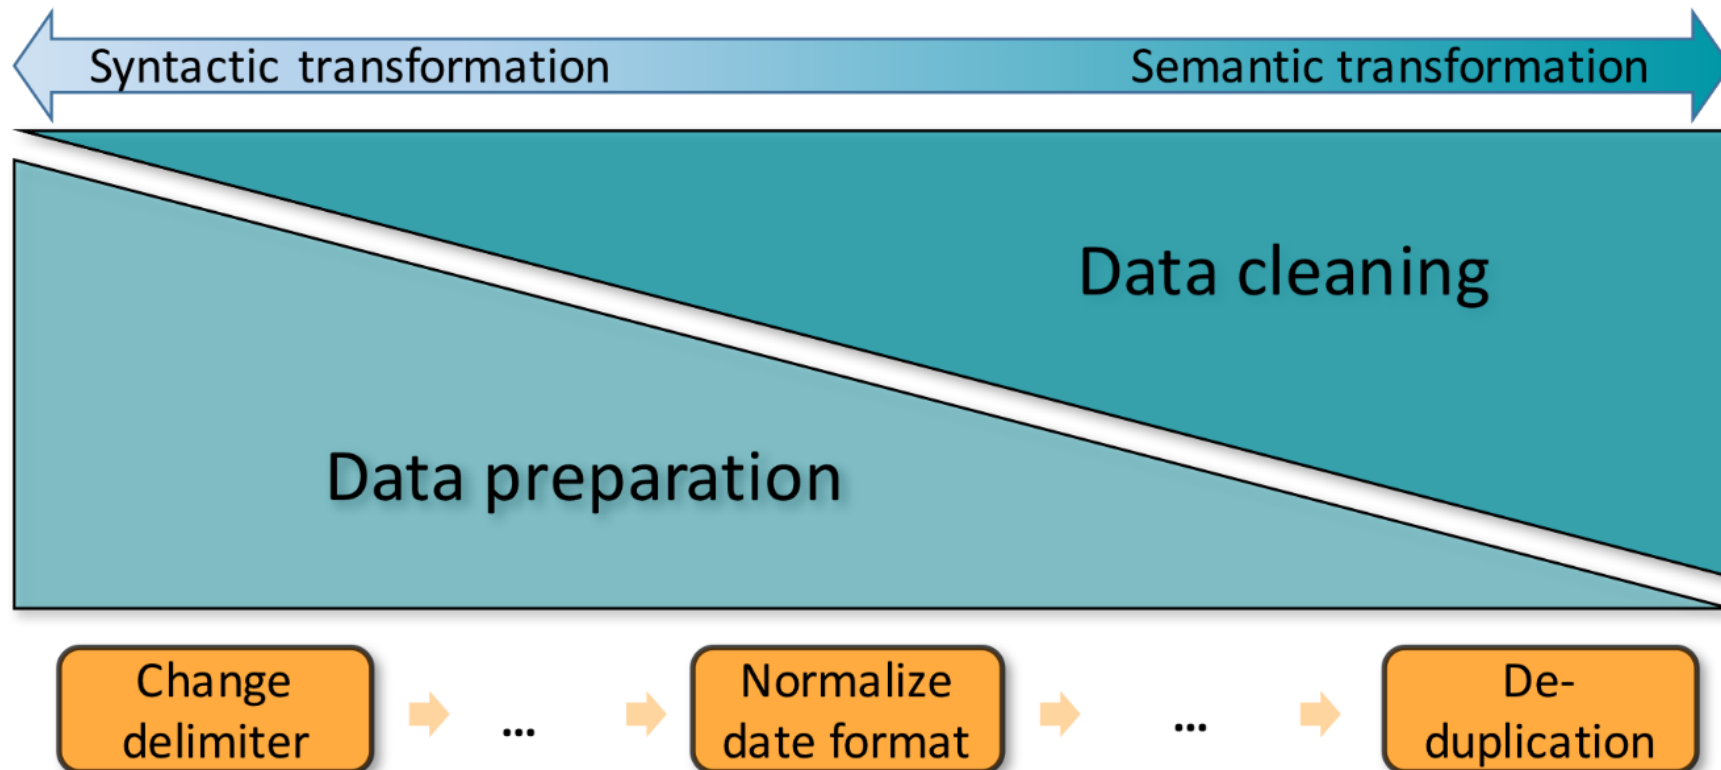 Syntactic transformation
Semantic transformation
Data cleaning
Data preparation
Change
delimiter
...
Normalize
date format
...
De-
duplication